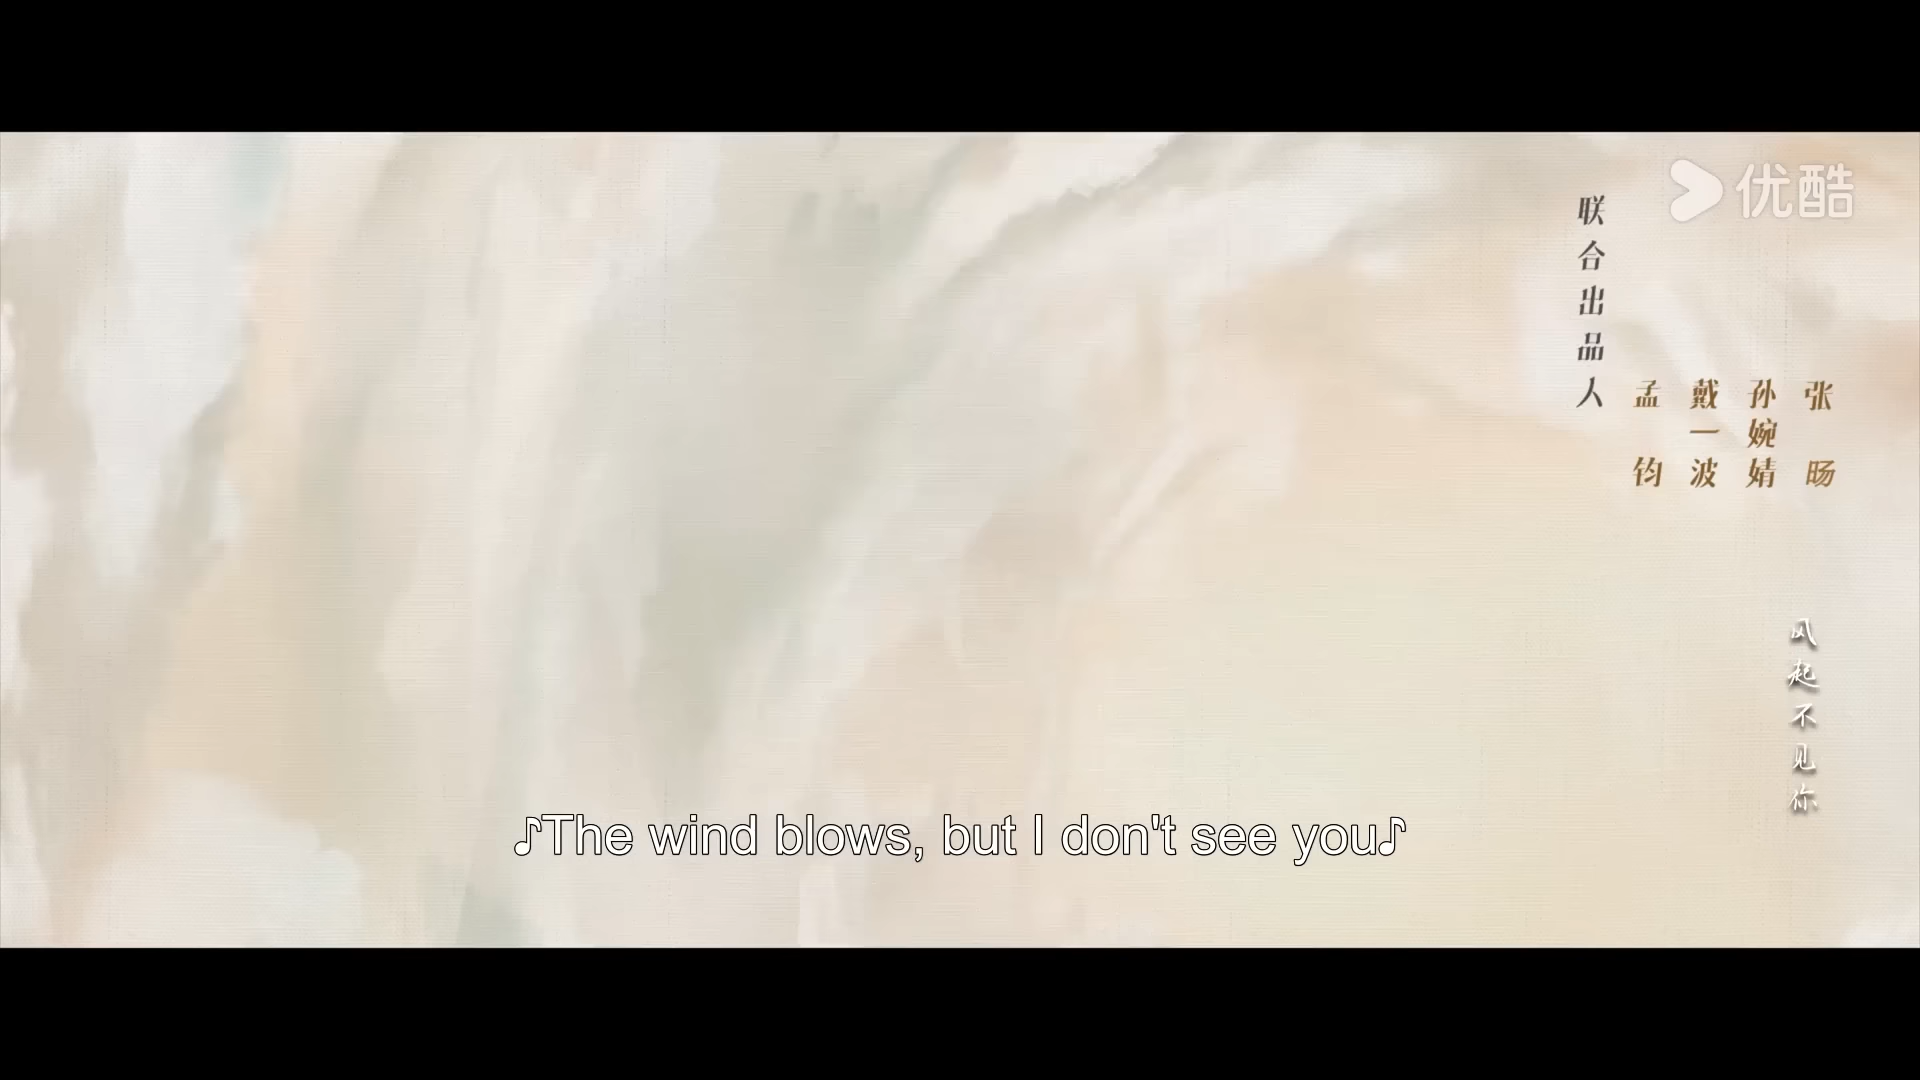 优酷
联合出品人
孟钧
戴一波
孙婉婧
张旸
风起不见你
♪The wind blows, but I don't see you♪